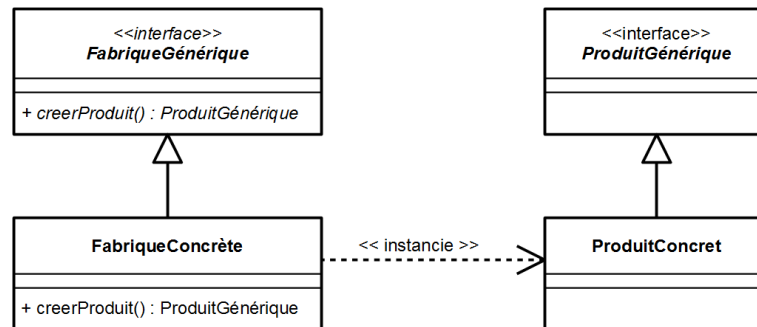 <<interface>>
FabriqueGénérique
+ creerProduit() : ProduitGénérique
<<interface>>
ProduitGénérique
FabriqueConcrète
+ creerProduit() : ProduitGénérique
<< instancie >>
ProduitConcret